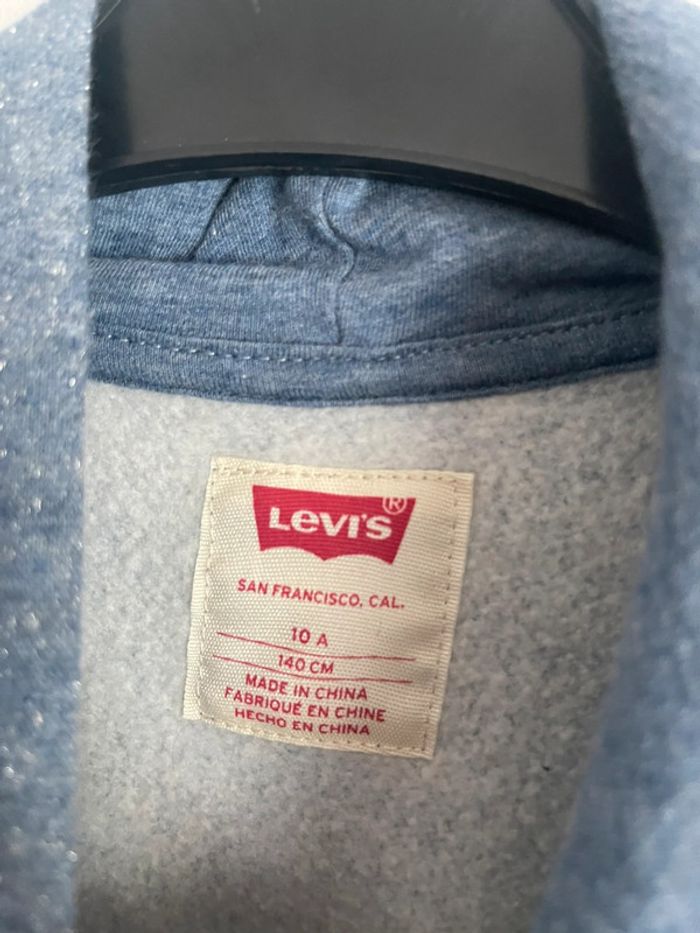 LEVI'S ®
SAN FRANCISCO, CAL.
10 A
140 CM
MADE IN CHINA
FABRIQUÉ EN CHINE
HECHO EN CHINA